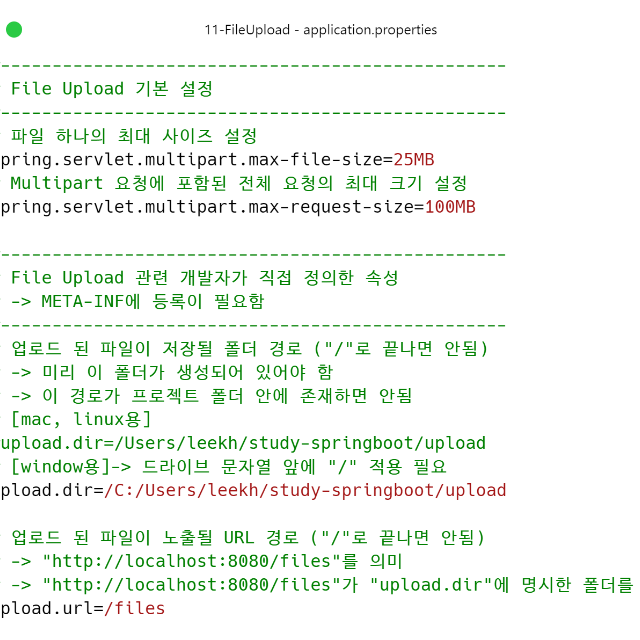 11-FileUpload - application.properties
-------------------------------------------------
File Upload 기본 설정
-------------------------------------------------
파일 하나의 최대 사이즈 설정
pring.servlet.multipart.max-file-size=25MB
Multipart 요청에 포함된 전체 요청의 최대 크기 설정
pring.servlet.multipart.max-request-size=100MB
-------------------------------------------------
File Upload 관련 개발자가 직접 정의한 속성
-> META-INF에 등록이 필요함
-------------------------------------------------
업로드 된 파일이 저장될 폴더 경로 ("/"로 끝나면 안됨)
-> 미리 이 폴더가 생성되어 있어야 함
-> 이 경로가 프로젝트 폴더 안에 존재하면 안됨
[mac, linux용]
upload.dir=/Users/leekh/study-springboot/upload
[window용]-> 드라이브 문자열 앞에 "/" 적용 필요
pload.dir=/C:/Users/leekh/study-springboot/upload
업로드 된 파일이 노출될 URL 경로 ("/"로 끝나면 안됨)
-> "http://localhost:8080/files"를 의미
-> "http://localhost:8080/files"가 "upload.dir"에 명시한 폴더를
pload.url=/files